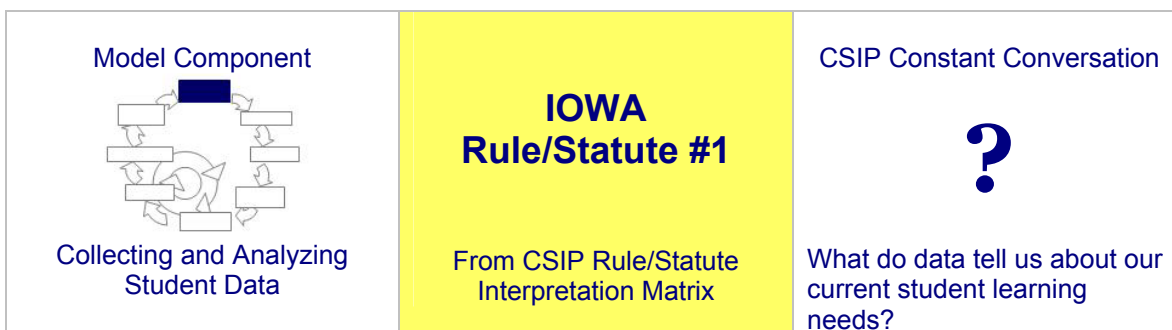 Model Component
Collecting and Analyzing
Student Data
IOWA
Rule/Statute #1
From CSIP Rule/Statute
Interpretation Matrix
CSIP Constant Conversation
?
What do data tell us about our
current student learning
needs?